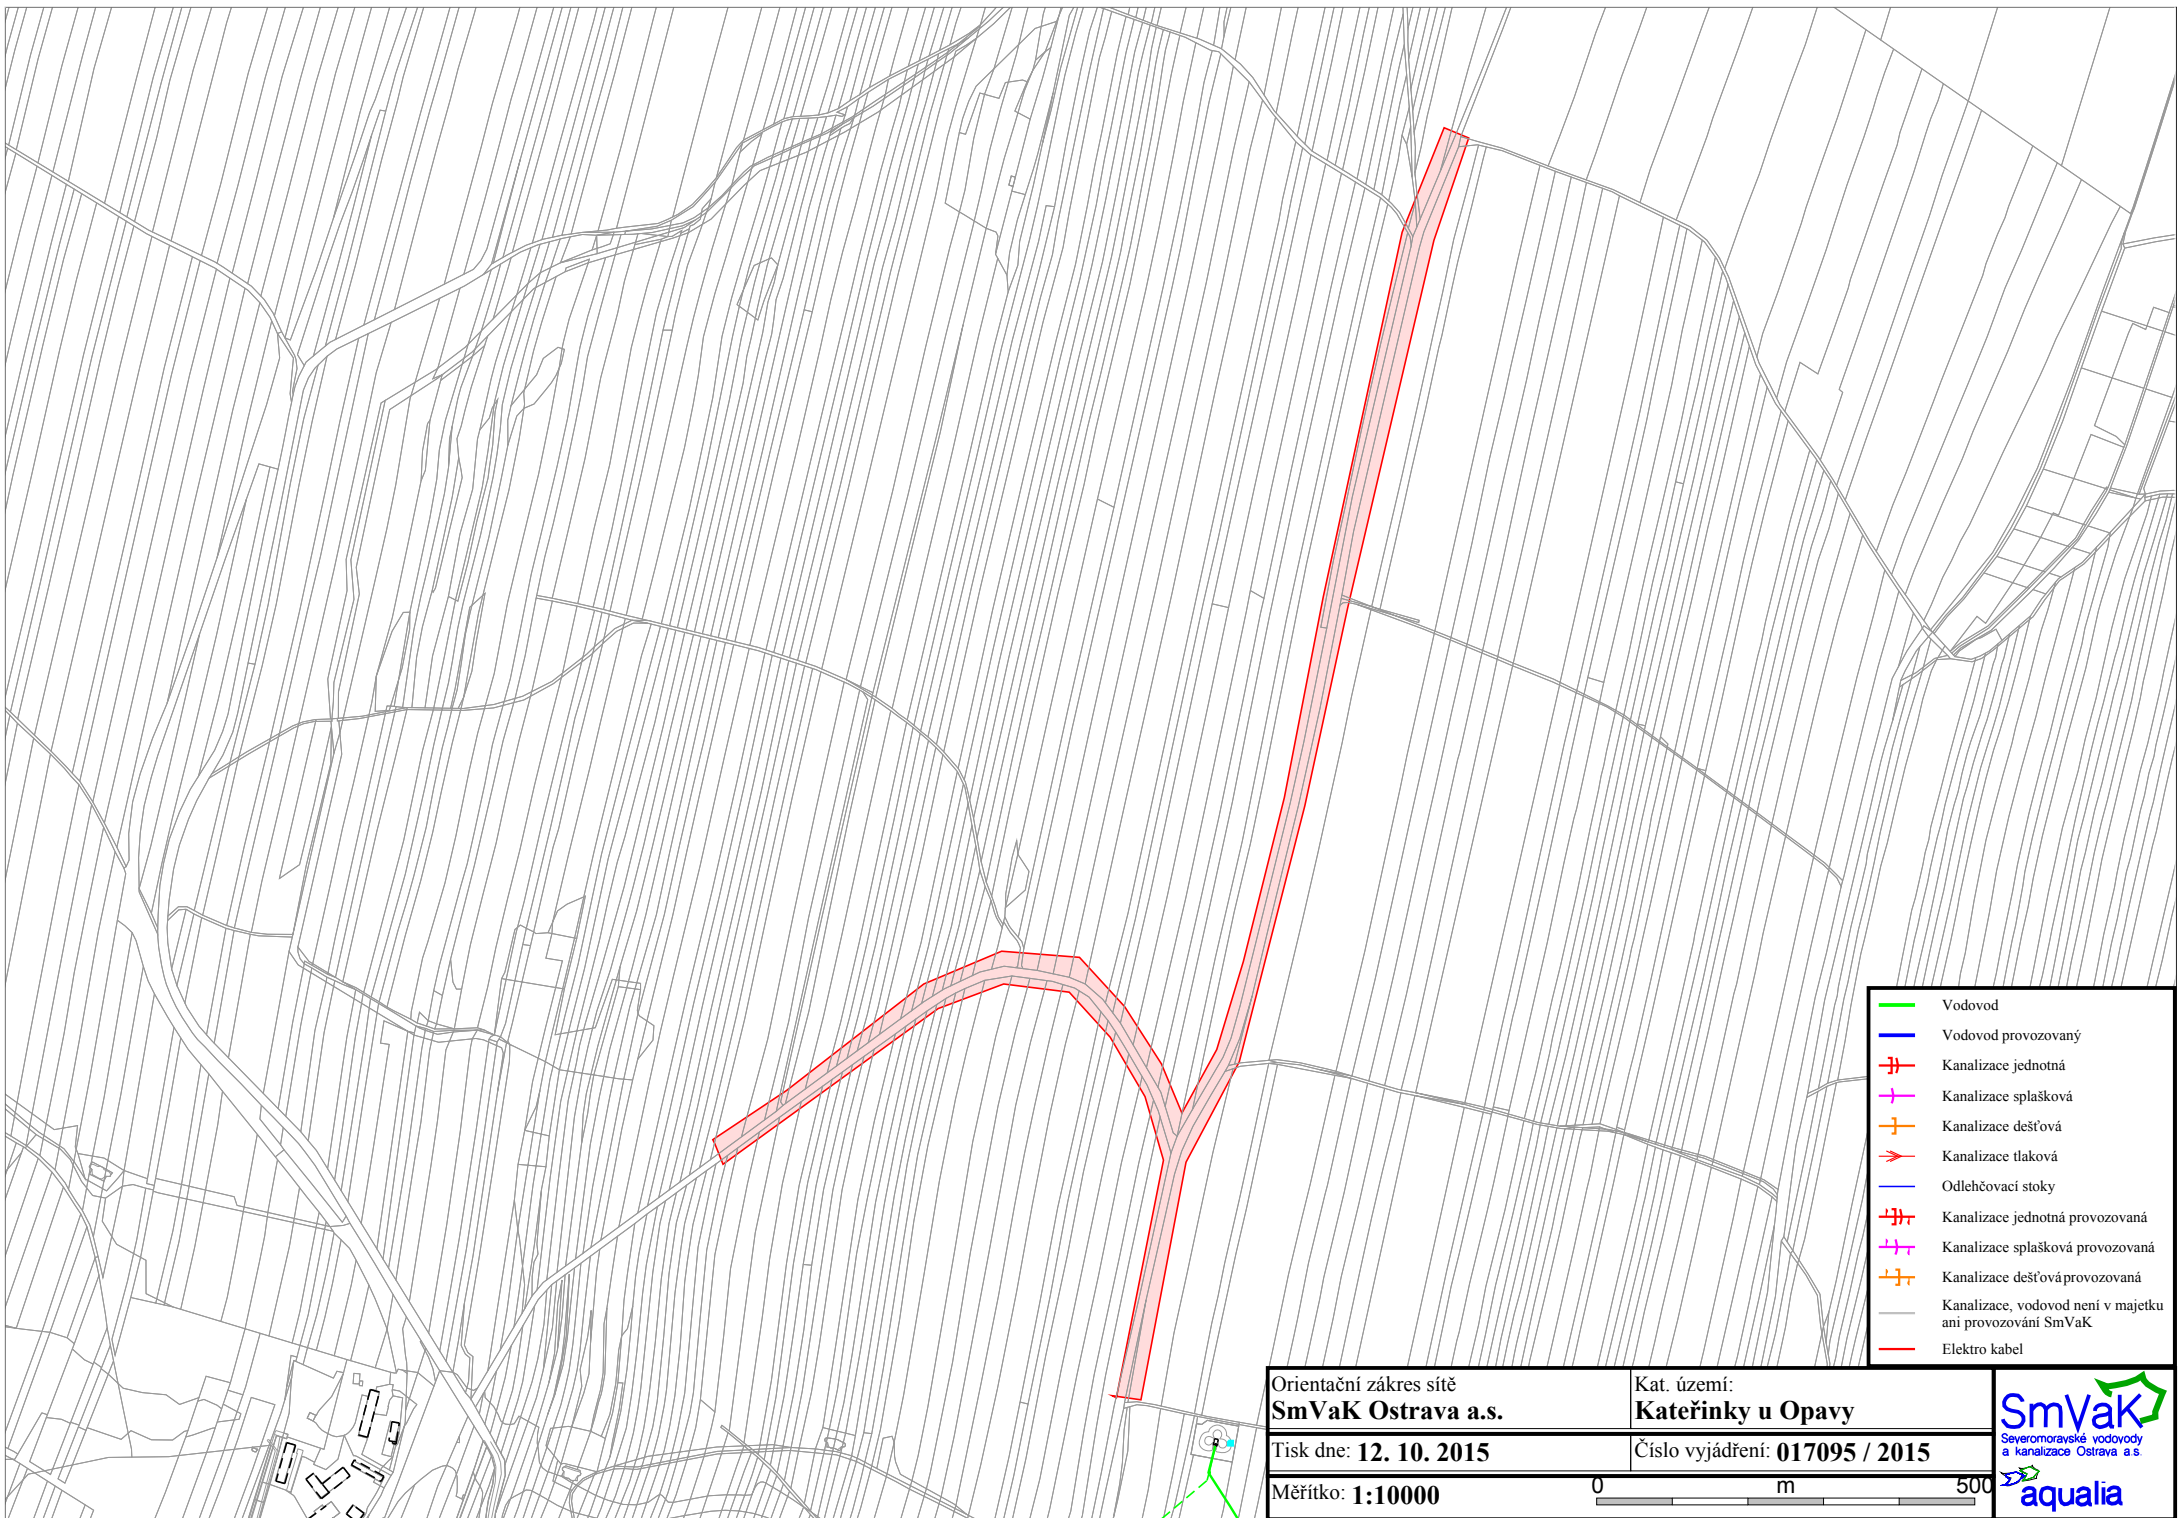 Vodovod
Vodovod provozovaný
Kanalizace jednotná
Kanalizace splašková
Kanalizace dešťová
Kanalizace tlaková
Odlehčovací stoky
Kanalizace jednotná provozovaná
Kanalizace splašková provozovaná
Kanalizace dešťová provozovaná
Kanalizace, vodovod není v majetku
ani provozování SmVaK
Elektro kabel
Orientační zákres sítě
SmVaK Ostrava a.s.
Kat. území:
Kateřinky u Opavy
Tisk dne: 12. 10. 2015
Číslo vyjádření: 017095 / 2015
Měřítko: 1:10000
0 m 500
SmVaK
Severomoravské vodovody
a kanalizace Ostrava a.s.
aqualia